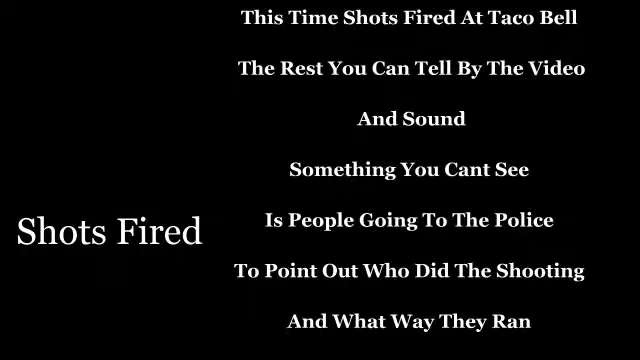 This Time Shots Fired At Taco Bell
The Rest You Can Tell By The Video
And Sound
Something You Cant See
Is People Going To The Police
To Point Out Who Did The Shooting
And What Way They Ran
Shots Fired